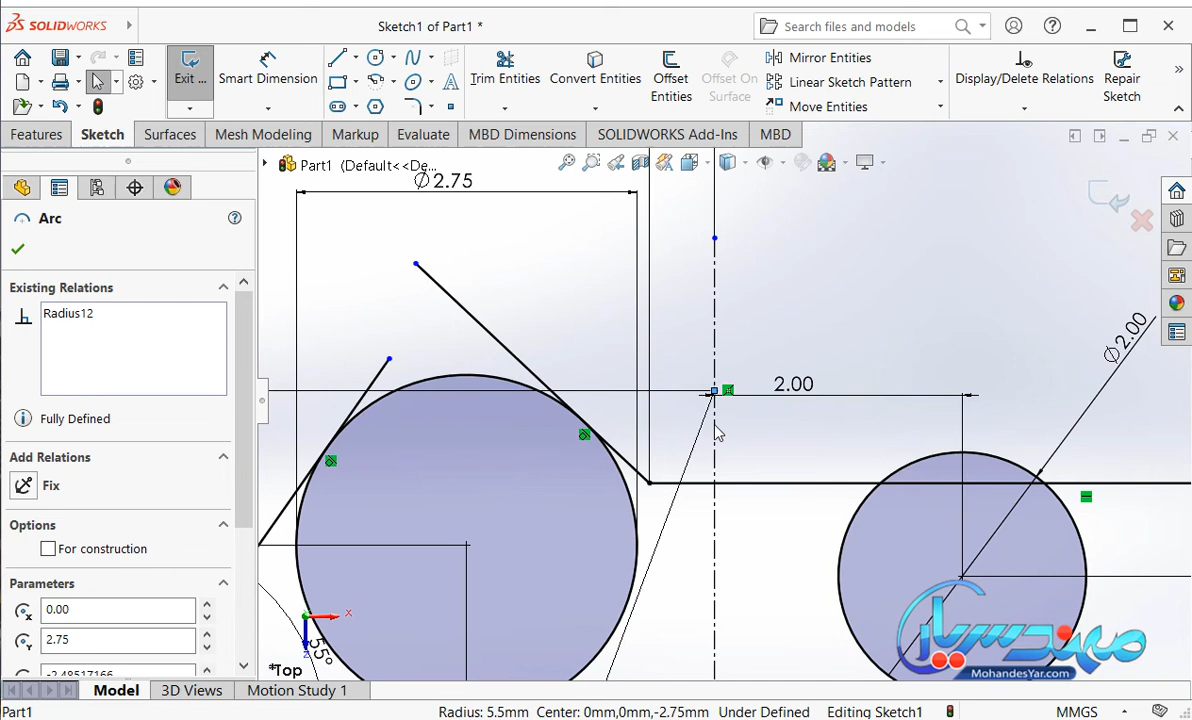 SOLIDWORKS
Sketch1 of Part1 *
Search files and models
Exit ...
Smart Dimension
Trim Entities
Convert Entities
Offset Entities
Offset On Surface
Mirror Entities
Linear Sketch Pattern
Move Entities
Display/Delete Relations
Repair Sketch
Features
Sketch
Surfaces
Mesh Modeling
Markup
Evaluate
MBD Dimensions
SOLIDWORKS Add-Ins
MBD
Part1 (Default<<De...
Arc
Existing Relations
Radius12
Fully Defined
Add Relations
Fix
Options
For construction
Parameters
0.00
2.75
Ø2.75
2.00
Ø2.00
55°
X
Z
*Top
مهندسیار
MohandesYar.com
Model
3D Views
Motion Study 1
Part1
Radius: 5.5mm Center: 0mm,0mm,-2.75mm Under Defined
Editing Sketch1
MMGS